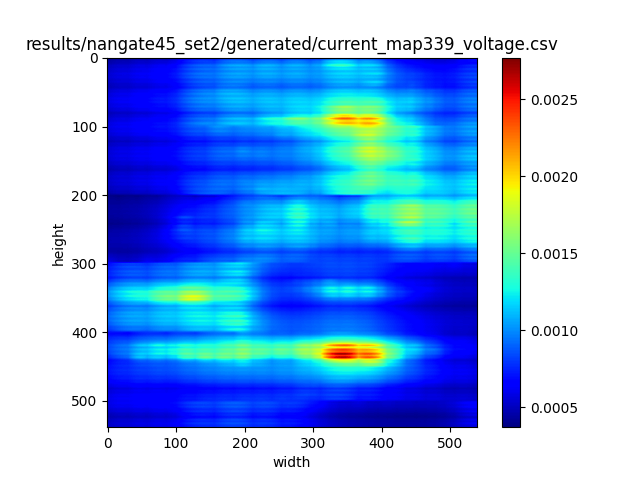 results/nangate45_set2/generated/current_map339_voltage.csv
0
100
200
300
400
500
height
0 100 200 300 400 500
width
0.0025
0.0020
0.0015
0.0010
0.0005